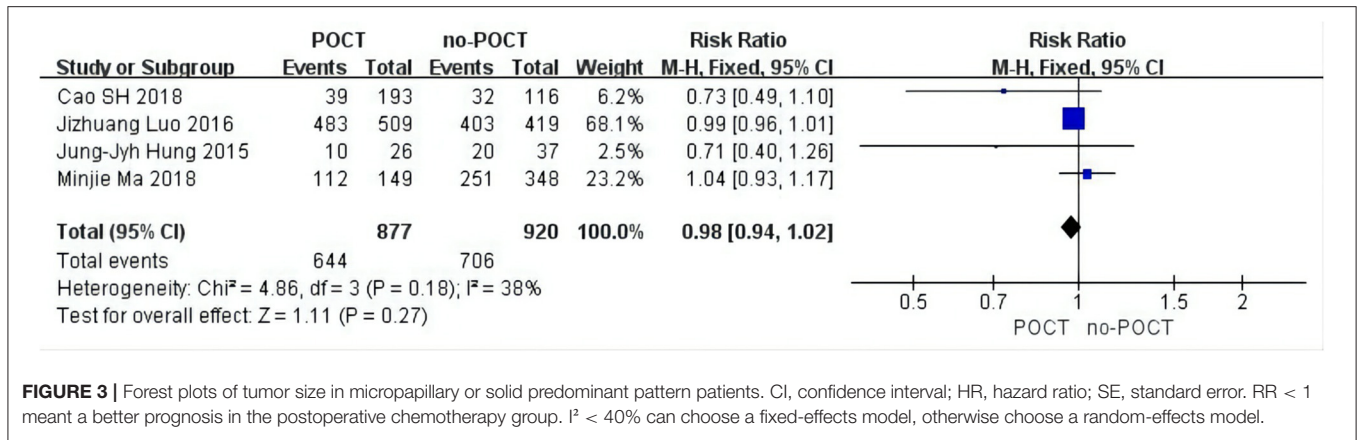 POCT no-POCT Risk Ratio Risk Ratio
Study or Subgroup Events Total Events Total Weight M-H, Fixed, 95% CI M-H, Fixed, 95% CI
Cao SH 2018 39 193 32 116 6.2% 0.73 [0.49, 1.10]
Jizhuang Luo 2016 483 509 403 419 68.1% 0.99 [0.96, 1.01]
Jung-Jyh Hung 2015 10 26 20 37 2.5% 0.71 [0.40, 1.26]
Minjie Ma 2018 112 149 251 348 23.2% 1.04 [0.93, 1.17]
Total (95% CI) 877 920 100.0% 0.98 [0.94, 1.02]
Total events 644 706
Heterogeneity: Chi² = 4.86, df = 3 (P = 0.18); I² = 38%
Test for overall effect: Z = 1.11 (P = 0.27)
0.5 0.7 1 1.5 2
POCT no-POCT
FIGURE 3 | Forest plots of tumor size in micropapillary or solid predominant pattern patients. CI, confidence interval; HR, hazard ratio; SE, standard error. RR < 1
meant a better prognosis in the postoperative chemotherapy group. I² < 40% can choose a fixed-effects model, otherwise choose a random-effects model.